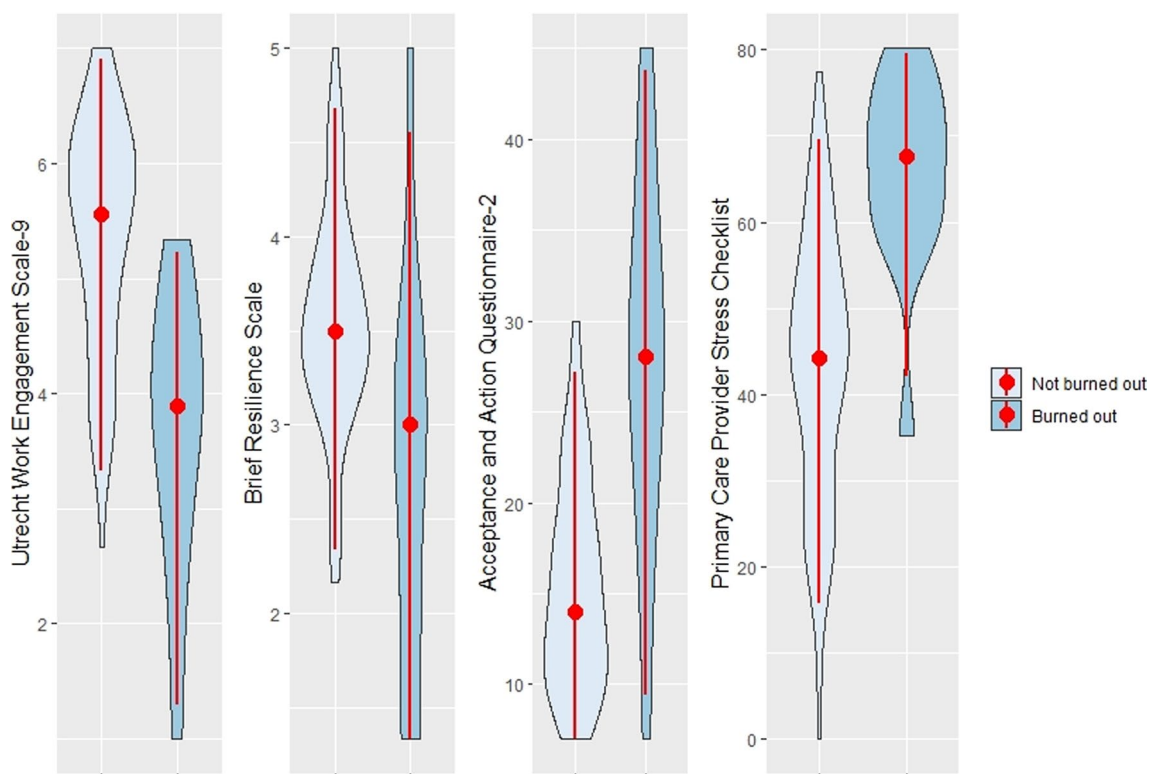 Utrecht Work Engagement Scale-9
6
4
2
Brief Resilience Scale
5
4
3
2
Acceptance and Action Questionnaire-2
40
30
20
10
Primary Care Provider Stress Checklist
80
60
40
20
0
Not burned out
Burned out